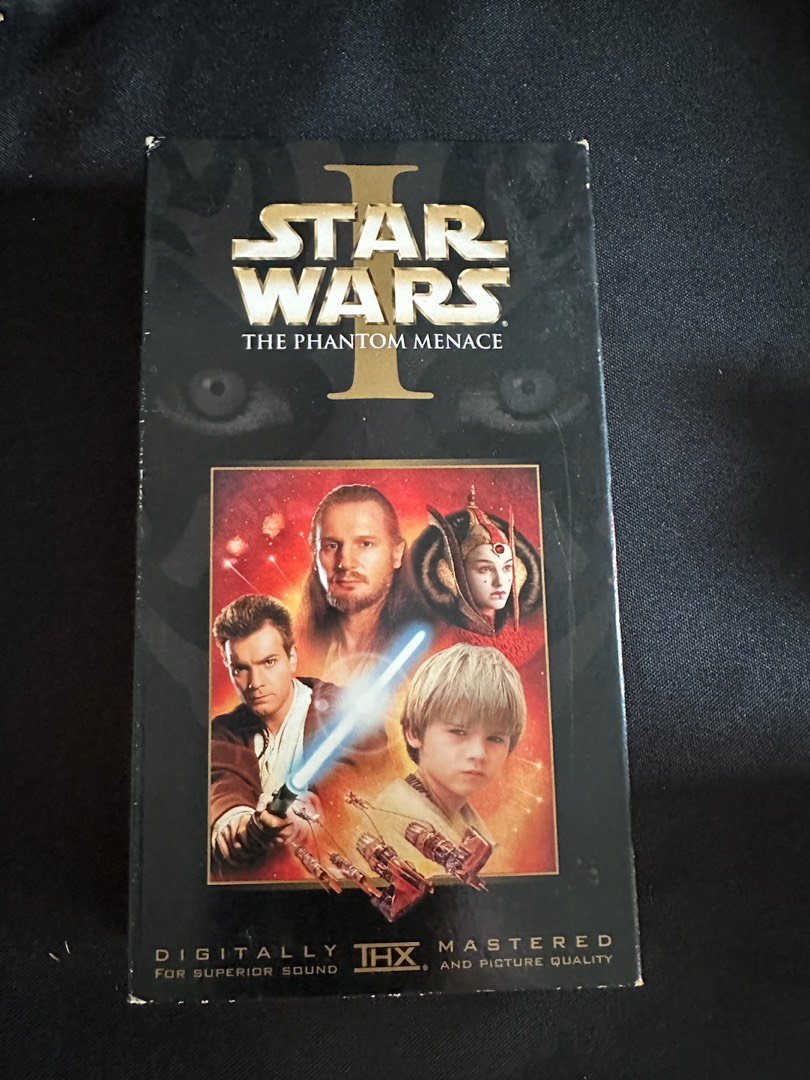 I
STAR
WARS®
THE PHANTOM MENACE
DIGITALLY THX® MASTERED
FOR SUPERIOR SOUND AND PICTURE QUALITY